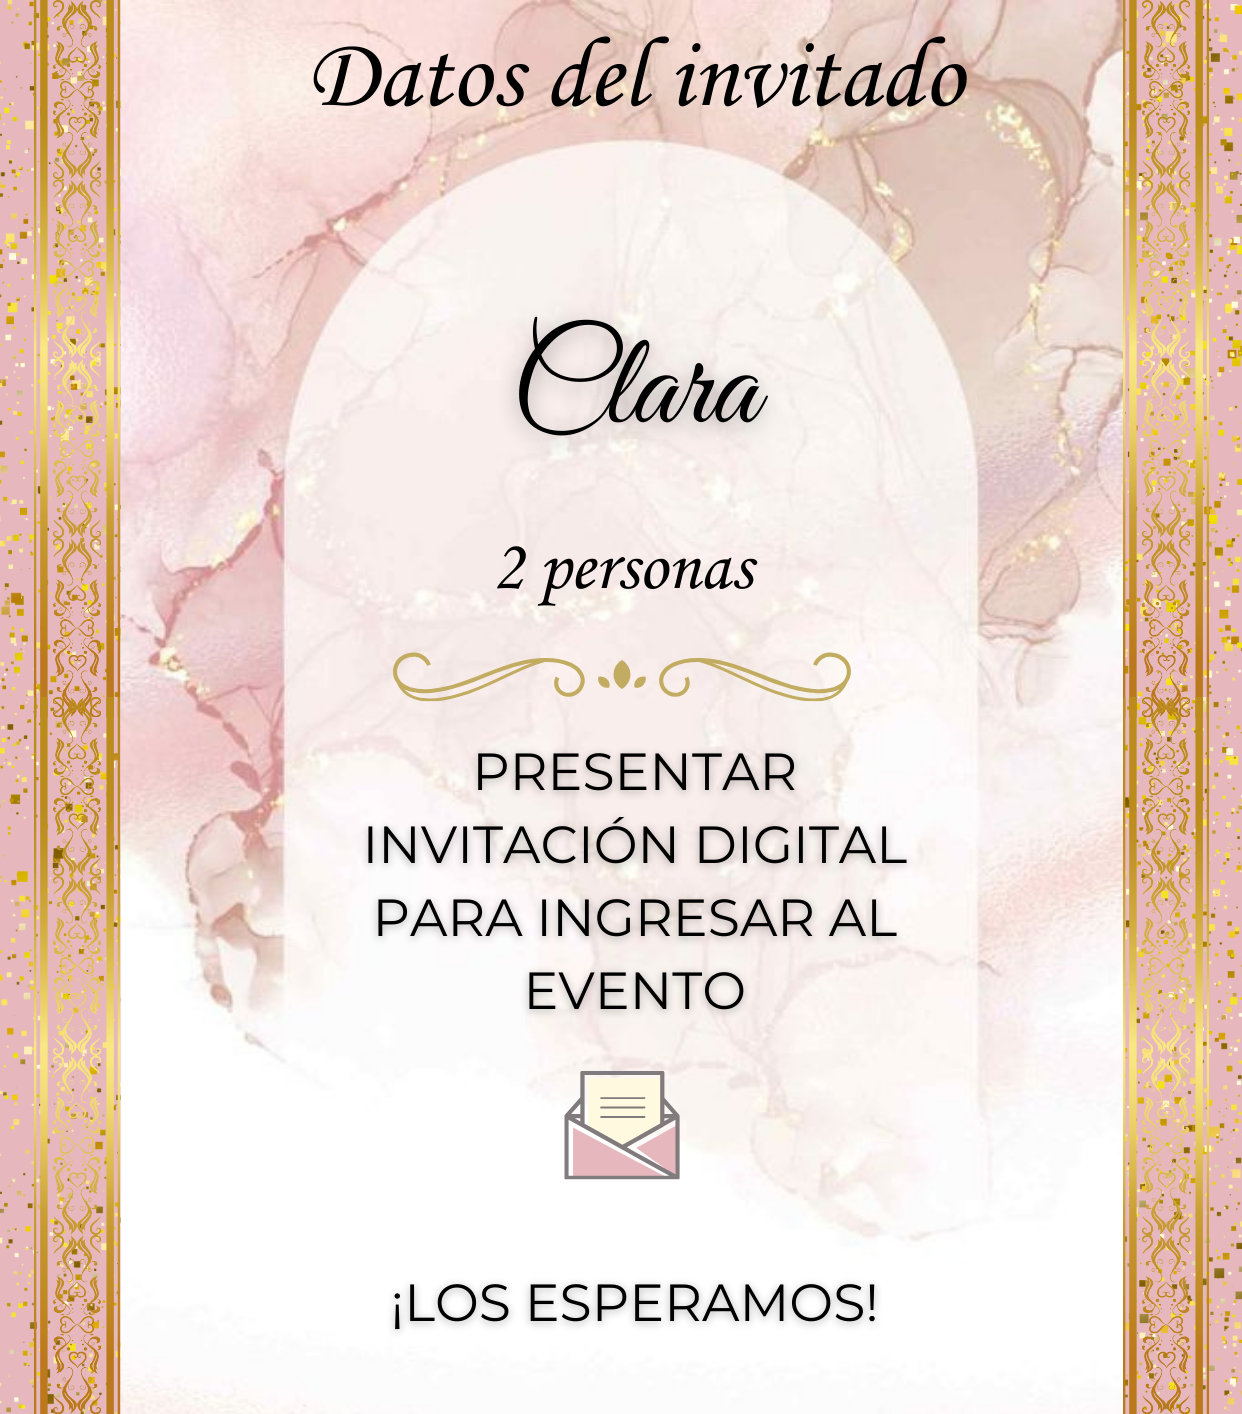 Datos del invitado
Clara
2 personas
PRESENTAR
INVITACIÓN DIGITAL
PARA INGRESAR AL
EVENTO
¡LOS ESPERAMOS!